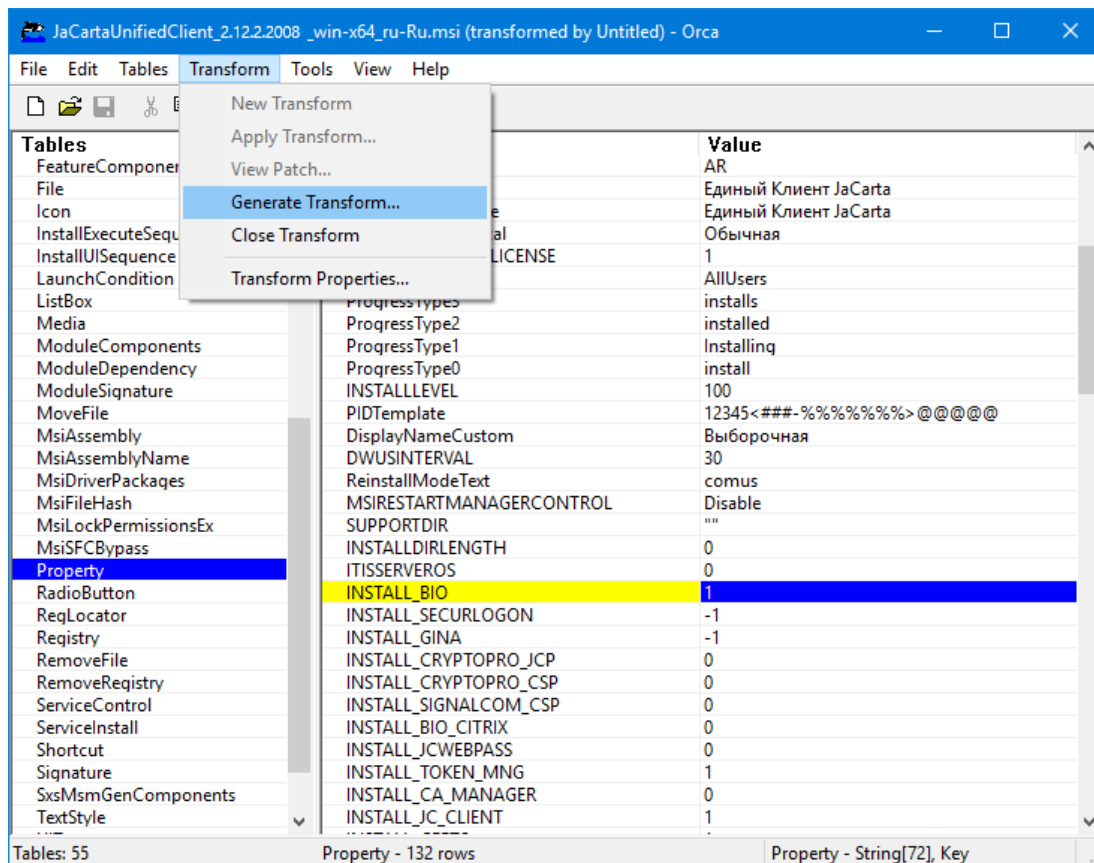 JaCartaUnifiedClient_2.12.2.2008 _win-x64_ru-Ru.msi (transformed by Untitled) - Orca
File Edit Tables Transform Tools View Help
New Transform
Apply Transform...
View Patch...
Generate Transform...
Close Transform
Transform Properties...
Tables
FeatureComponen
File
Icon
InstallExecuteSequ
InstallUISequence
LaunchCondition
ListBox
Media
ModuleComponents
ModuleDependency
ModuleSignature
MoveFile
MsiAssembly
MsiAssemblyName
MsiDriverPackages
MsiFileHash
MsiLockPermissionsEx
MsiSFCBypass
Property
RadioButton
RegLocator
Registry
RemoveFile
RemoveRegistry
ServiceControl
ServiceInstall
Shortcut
Signature
SxsMsmGenComponents
TextStyle
Value
AR
Единый Клиент JaCarta
e Единый Клиент JaCarta
al Обычная
LICENSE 1
AllUsers
ProgressType3 installs
ProgressType2 installed
ProgressType1 Installing
ProgressType0 install
INSTALLLEVEL 100
PIDTemplate 12345<###-%%%%%%%>@@@@@
DisplayNameCustom Выборочная
DWUSINTERVAL 30
ReinstallModeText comus
MSIRESTARTMANAGERCONTROL Disable
SUPPORTDIR ""
INSTALLDIRLENGTH 0
ITISSERVEROS 0
INSTALL_BIO 1
INSTALL_SECURLOGON -1
INSTALL_GINA -1
INSTALL_CRYPTOPRO_JCP 0
INSTALL_CRYPTOPRO_CSP 0
INSTALL_SIGNALCOM_CSP 0
INSTALL_BIO_CITRIX 0
INSTALL_JCWEBPASS 0
INSTALL_TOKEN_MNG 1
INSTALL_CA_MANAGER 0
INSTALL_JC_CLIENT 1
Tables: 55 Property - 132 rows Property - String[72], Key